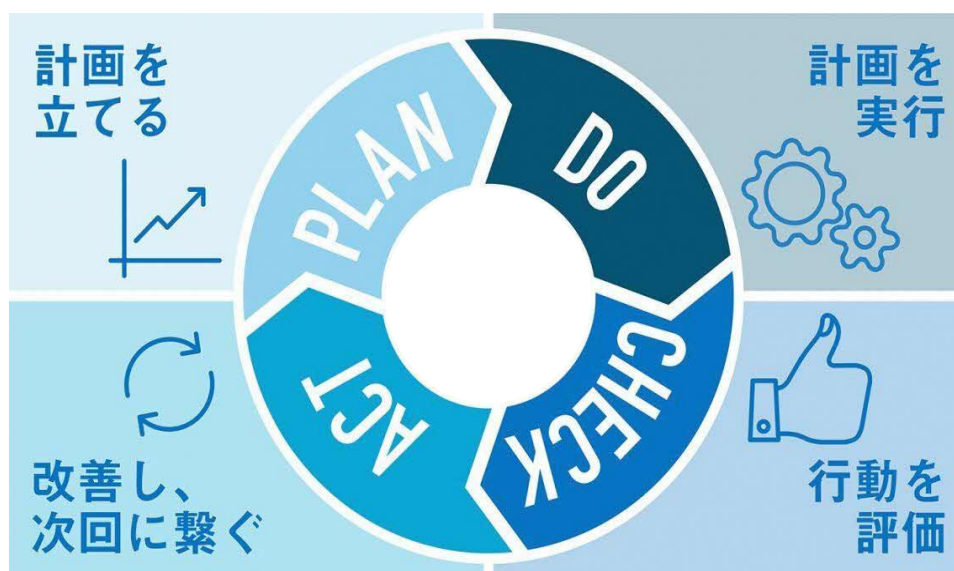 計画を
立てる
PLAN
DO
計画を
実行
CHECK
行動を
評価
ACT
改善し、
次回に繋ぐ